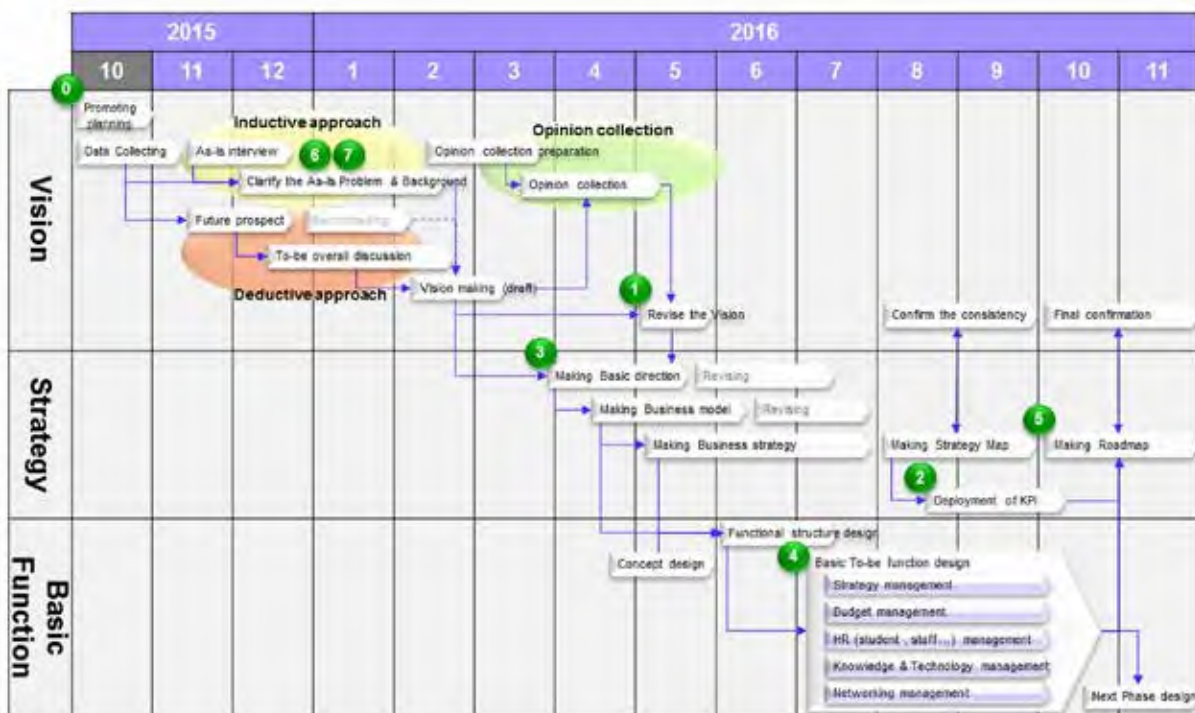 2015
2016
10
11
12
1
2
3
4
5
6
7
8
9
10
11
0
Promoting planning
Inductive approach
Opinion collection
Data Collecting
As-Is interview
6
7
Opinion collection preparation
Clarify the As-Is Problem & Background
Opinion collection
Vision
Future prospect
Benchmarking
To-be overall discussion
Deductive approach
Vision making (draft)
1
Revise the Vision
Confirm the consistency
Final confirmation
3
Making Basic direction
Revising
Strategy
Making Business model
Revising
5
Making Business strategy
Making Strategy Map
Making Roadmap
2
Deployment of KPI
Basic
Function
Functional structure design
4
Concept design
Basic To-be function design
Strategy management
Budget management
HR (student , staff...) management
Knowledge & Technology management
Networking management
Next Phase design